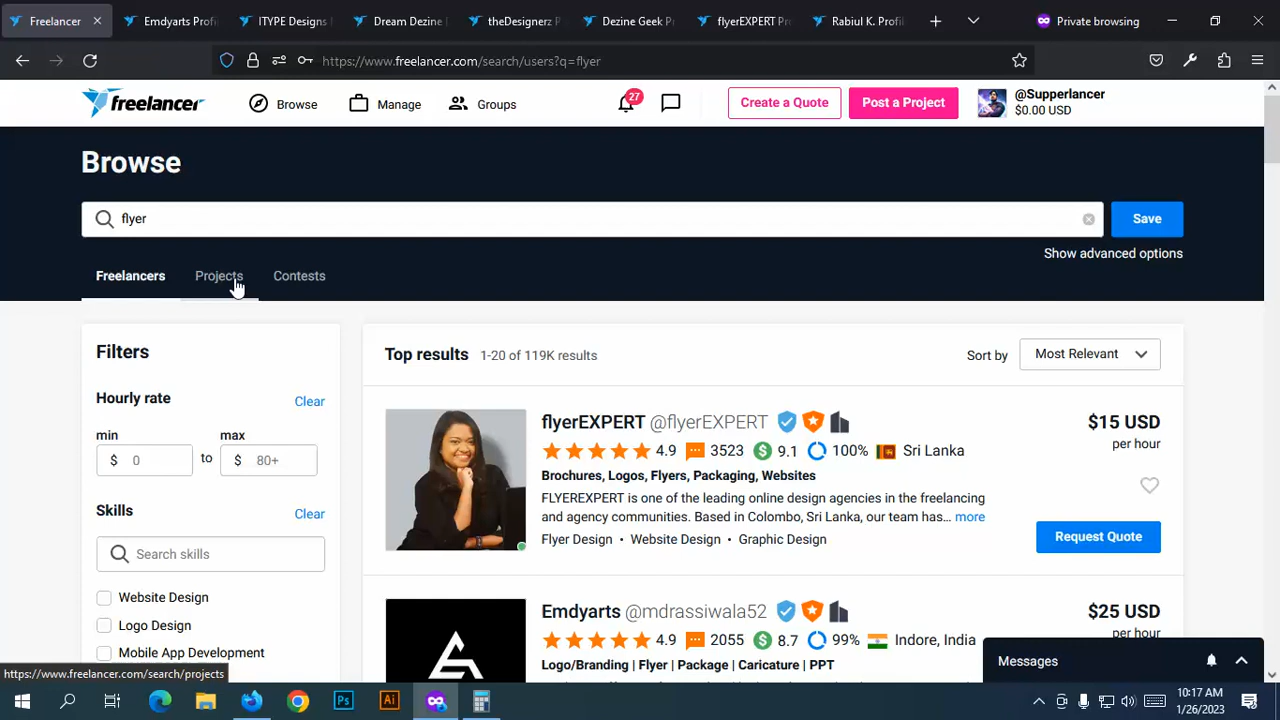 Freelancer
Emdyarts Profi
ITYPE Designs
Dream Dezine
theDesignerz P
Dezine Geek P
flyerEXPERT Pro
Rabiul K. Profil
Private browsing
https://www.freelancer.com/search/users?q=flyer
freelancer
Browse
Manage
Groups
27
Create a Quote
Post a Project
@Supperlancer
$0.00 USD
Browse
flyer
Save
Show advanced options
Freelancers
Projects
Contests
Filters
Hourly rate
Clear
min
max
$ 0
to
$ 80+
Skills
Clear
Search skills
Website Design
Logo Design
Mobile App Development
Top results 1-20 of 119K results
Sort by
Most Relevant
flyerEXPERT @flyerEXPERT
4.9 3523 $ 9.1 100% Sri Lanka
Brochures, Logos, Flyers, Packaging, Websites
FLYEREXPERT is one of the leading online design agencies in the freelancing
and agency communities. Based in Colombo, Sri Lanka, our team has... more
Flyer Design • Website Design • Graphic Design
$15 USD
per hour
Request Quote
Emdyarts @mdrassiwala52
4.9 2055 $ 8.7 99% Indore, India
Logo/Branding | Flyer | Package | Caricature | PPT
$25 USD
per hour
Messages
https://www.freelancer.com/search/projects
Ps
Ai
10:17 AM
1/26/2023